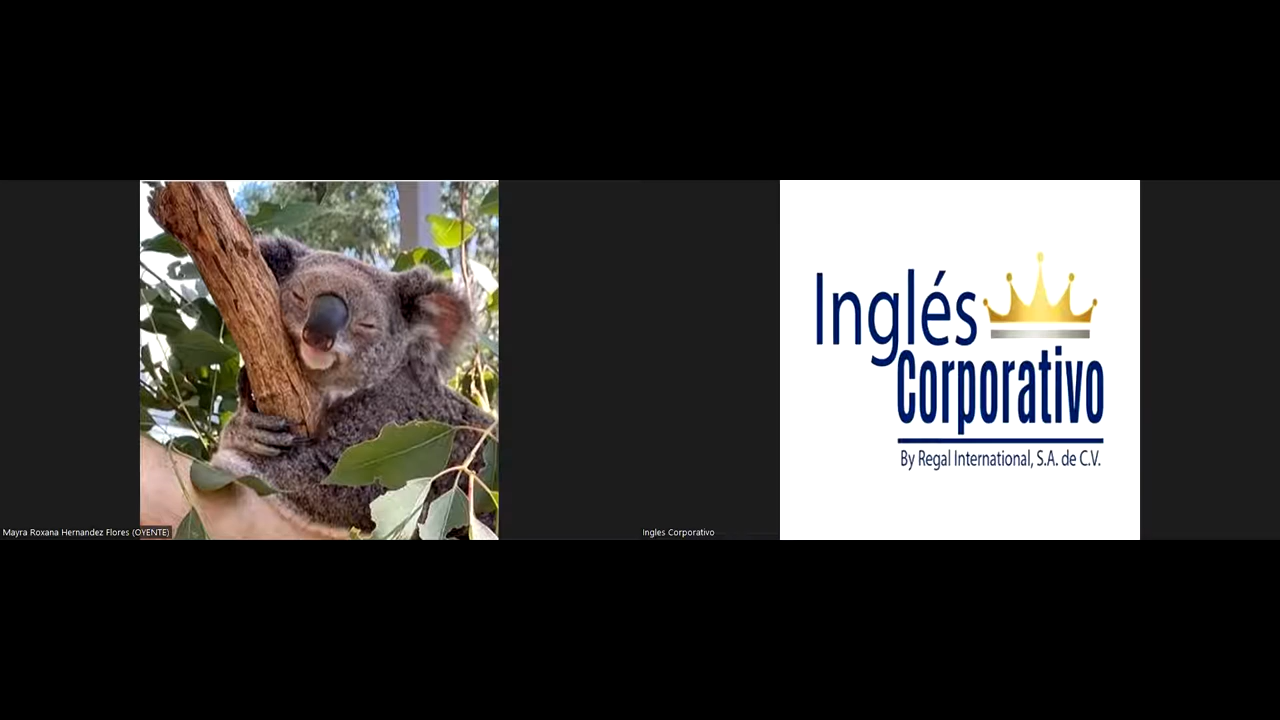 Inglés
Corporativo
By Regal International, S.A. de C.V.
Mayra Roxana Hernandez Flores (OYENTE)
Ingles Corporativo